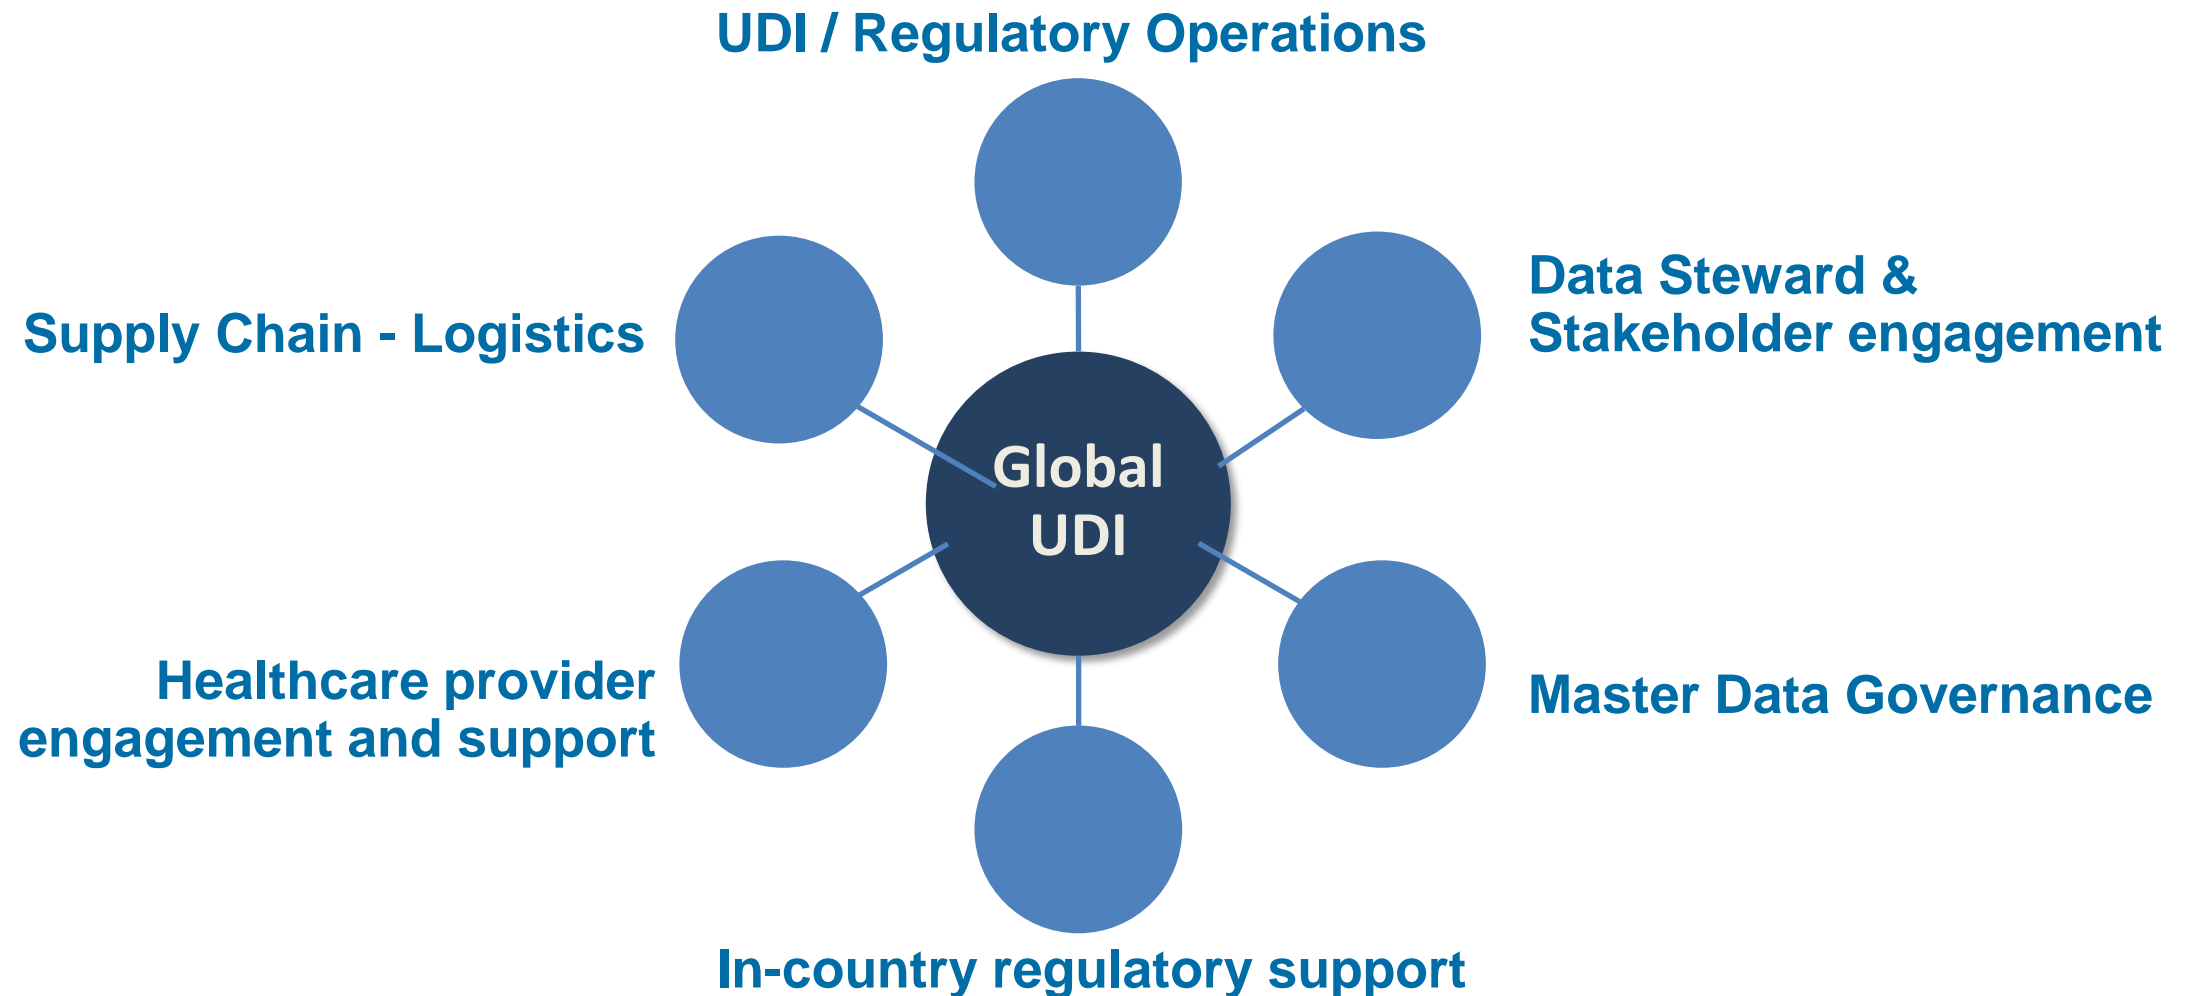 UDI / Regulatory Operations
Data Steward &
Stakeholder engagement
Supply Chain - Logistics
Global
UDI
Healthcare provider
engagement and support
Master Data Governance
In-country regulatory support